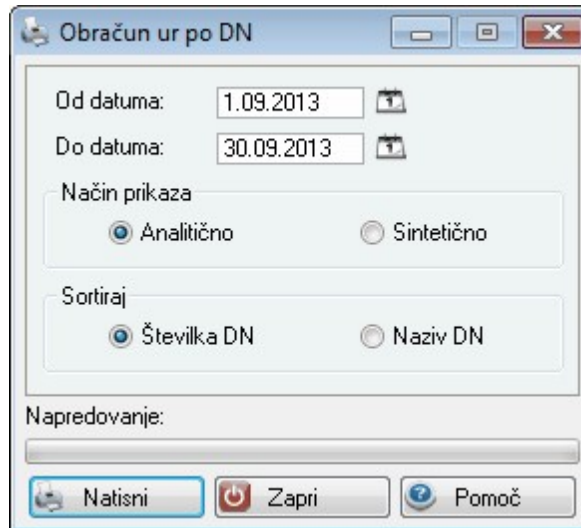 Obračun ur po DN
Od datuma: 1.09.2013
Do datuma: 30.09.2013
Način prikaza
Analitično Sintetično
Sortiraj
Številka DN Naziv DN
Napredovanje:
Natisni Zapri Pomoč